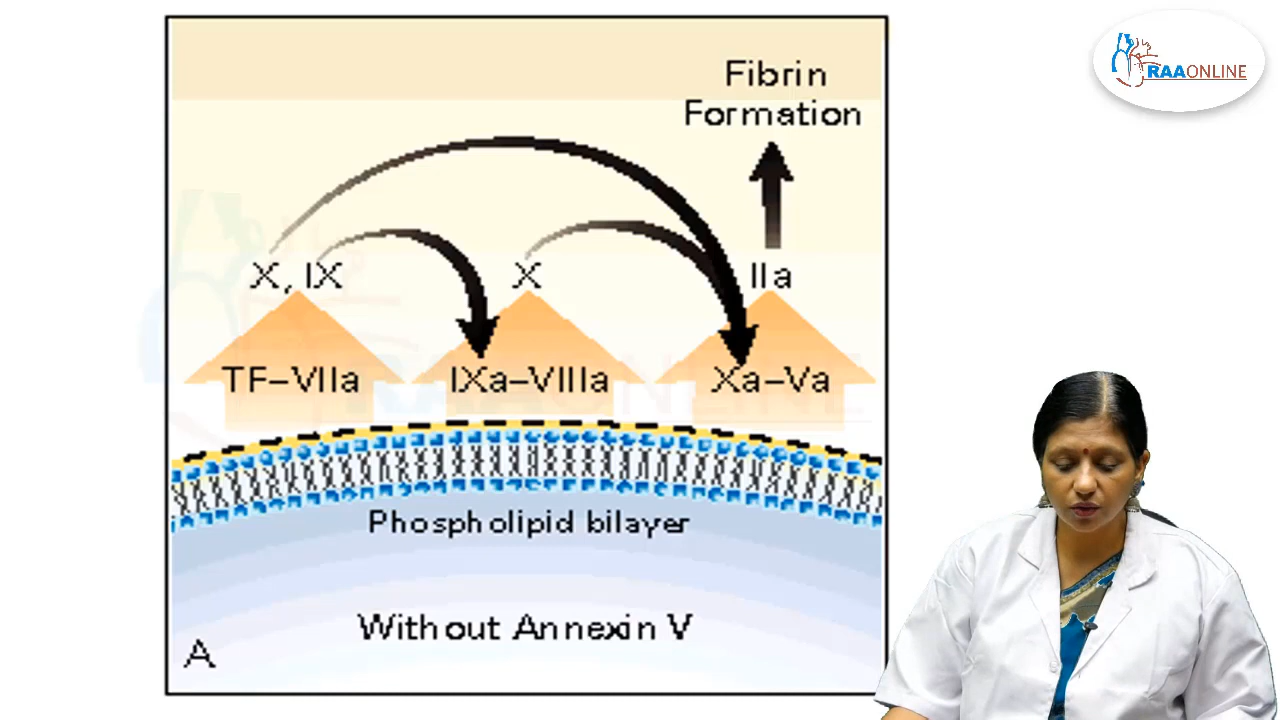 RAAONLINE
Fibrin
Formation
X, IX
X
IIa
TF–VIIa
IXa–VIIIa
Xa–Va
Phospholipid bilayer
Without Annexin V
A